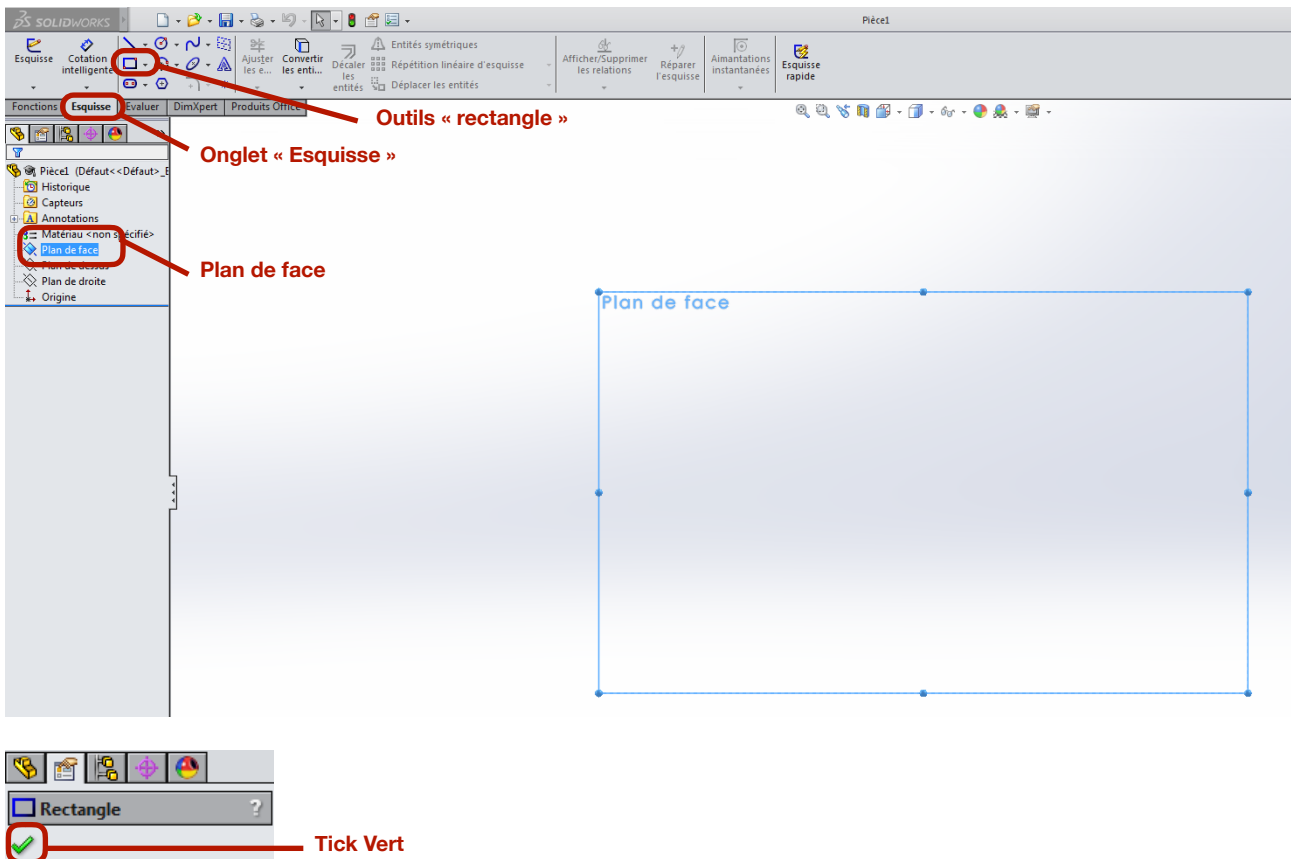 SOLIDWORKS
Pièce1
Esquisse
Cotation
intelligente
Ajuster
les e...
Convertir
les enti...
Décaler
les
entités
Entités symétriques
Répétition linéaire d'esquisse
Déplacer les entités
Afficher/Supprimer
les relations
Réparer
l'esquisse
Aimantations
instantanées
Esquisse
rapide
Fonctions Esquisse Evaluer DimXpert Produits Office
Outils « rectangle »
Onglet « Esquisse »
Pièce1 (Défaut<<Défaut>_E
Historique
Capteurs
Annotations
Matériau <non spécifié>
Plan de face
Plan de dessus
Plan de droite
Origine
Plan de face
Plan de face
Rectangle ?
Tick Vert